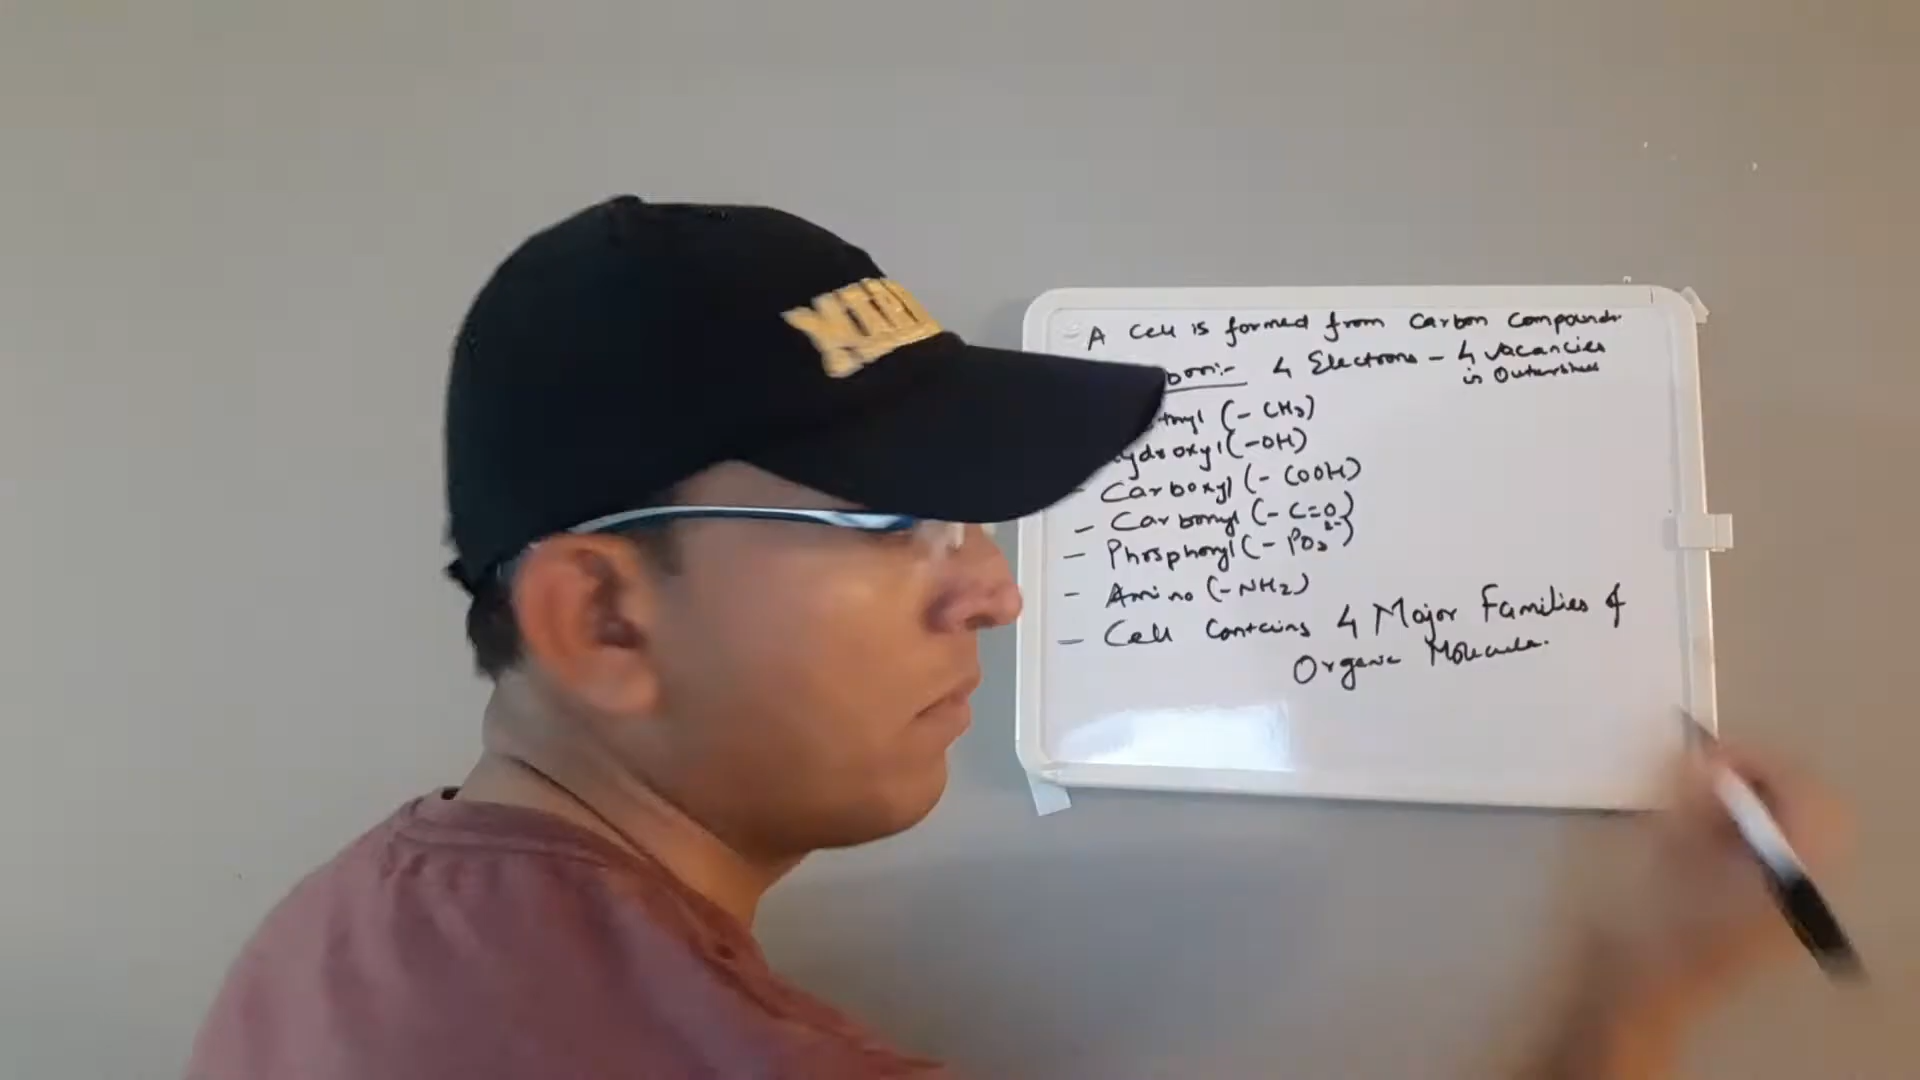 A Cell is formed from Carbon Compounds.
4 Electrons - 4 vacancies
in Outershell
(- CH3)
(-OH)
- Carboxyl (- COOH)
- Carbonyl (- C=O)
- Phosphoryl (- PO3 2-)
- Amino (- NH2)
- Cell Contains 4 Major Families of
Organic Molecule.